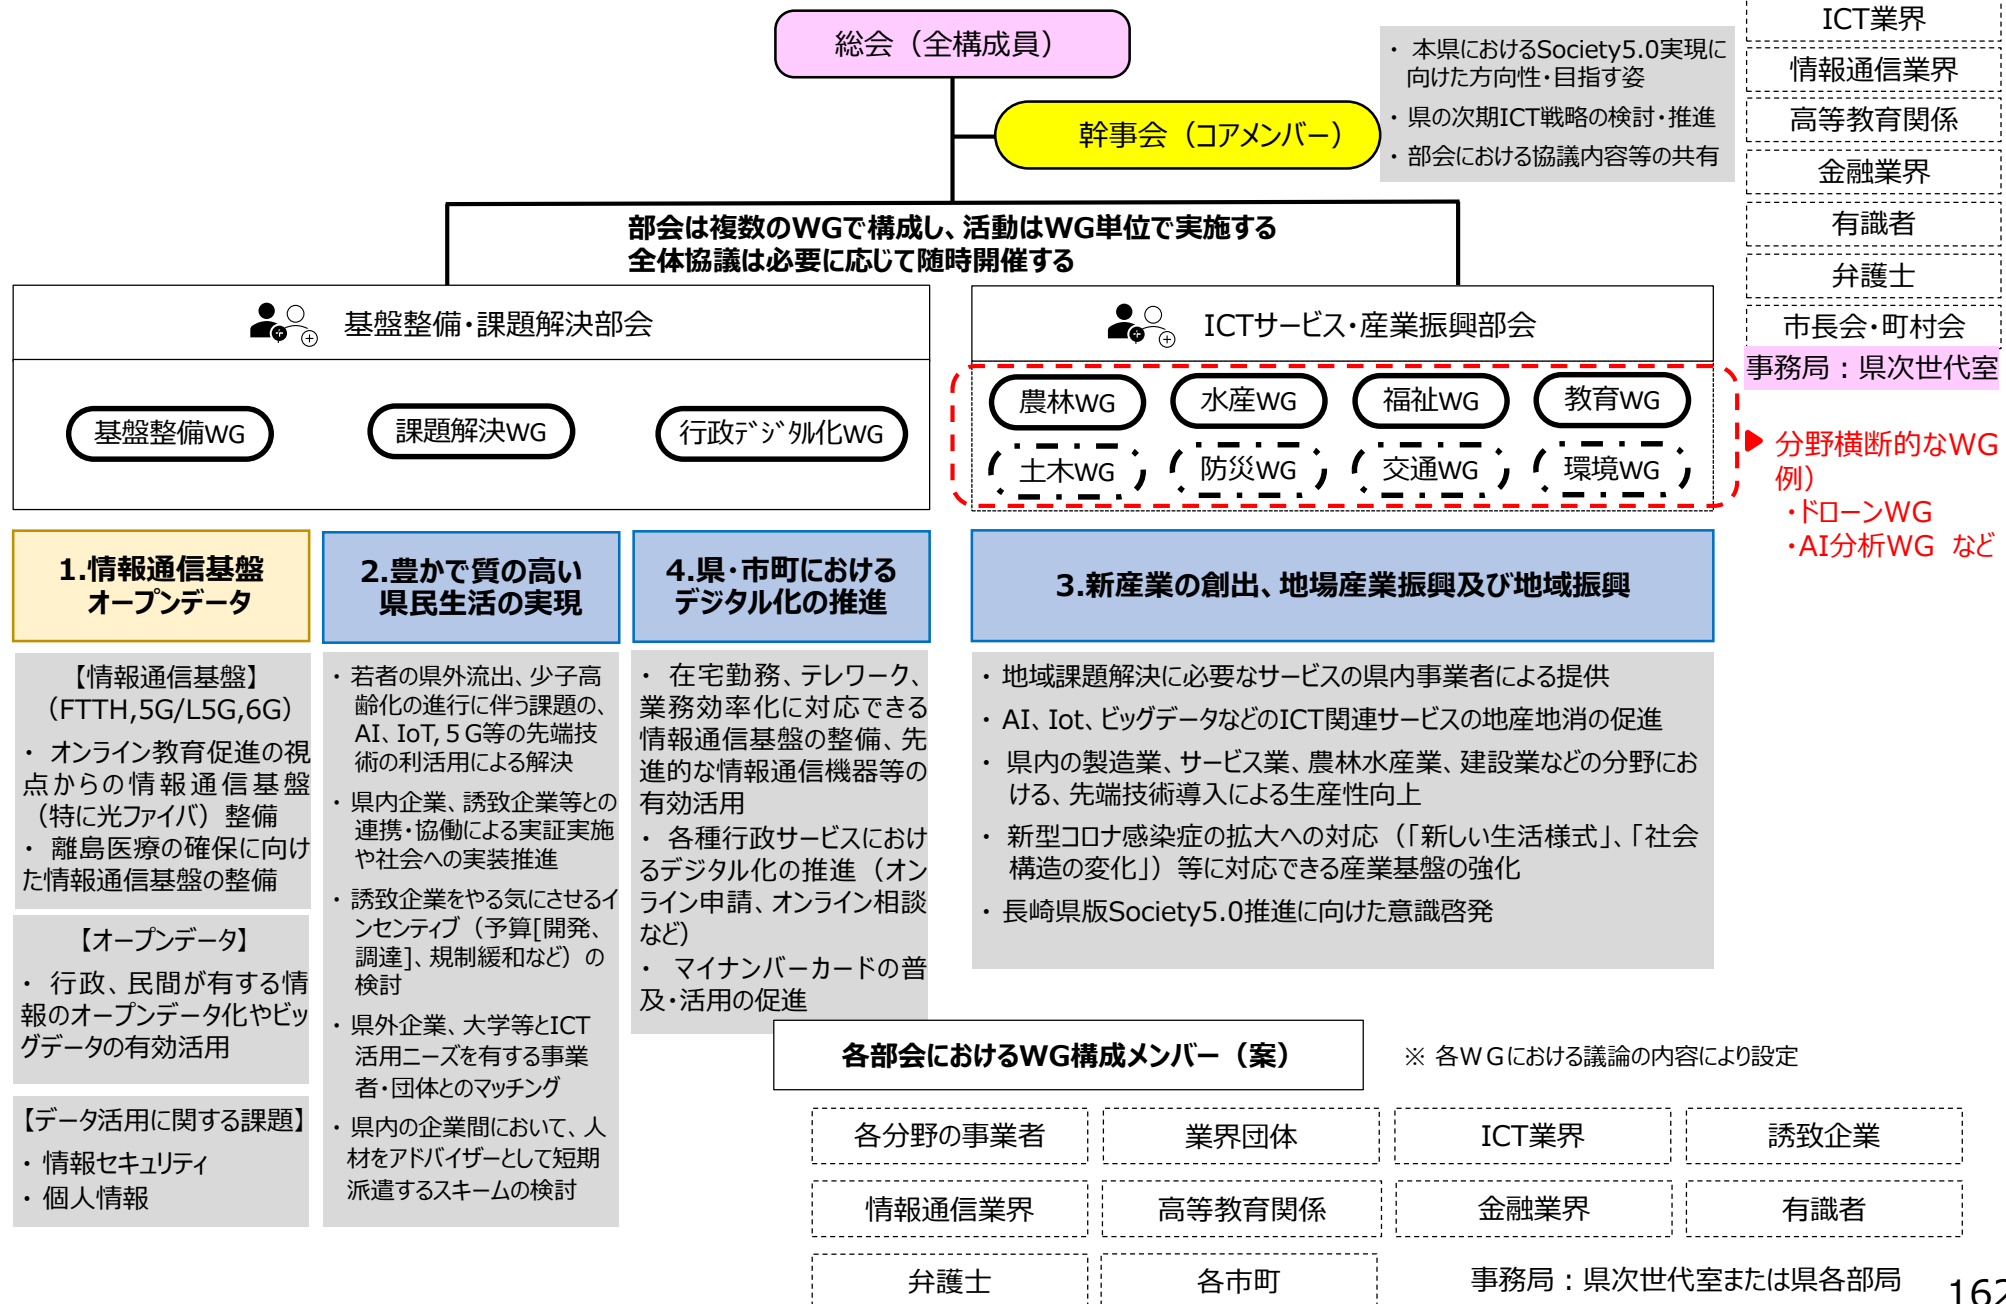 総会（全構成員）
幹事会（コアメンバー）
・ 本県におけるSociety5.0実現に
向けた方向性・目指す姿
・ 県の次期ICT戦略の検討・推進
・ 部会における協議内容等の共有
ICT業界
情報通信業界
高等教育関係
金融業界
有識者
弁護士
市長会・町村会
事務局：県次世代室
部会は複数のWGで構成し、活動はWG単位で実施する
全体協議は必要に応じて随時開催する
基盤整備・課題解決部会
基盤整備WG
課題解決WG
行政ﾃﾞｼﾞﾀﾙ化WG
ICTサービス・産業振興部会
農林WG
水産WG
福祉WG
教育WG
土木WG
防災WG
交通WG
環境WG
分野横断的なWG
例）
・ドローンWG
・AI分析WG など
1.情報通信基盤
オープンデータ
【情報通信基盤】
（FTTH,5G/L5G,6G）
・ オンライン教育促進の視
点からの情報通信基盤
（特に光ファイバ）整備
・ 離島医療の確保に向け
た情報通信基盤の整備
【オープンデータ】
・ 行政、民間が有する情
報のオープンデータ化やビッ
グデータの有効活用
【データ活用に関する課題】
・ 情報セキュリティ
・ 個人情報
2.豊かで質の高い
県民生活の実現
・ 若者の県外流出、少子高
齢化の進行に伴う課題の、
AI、IoT,５G等の先端技
術の利活用による解決
・ 県内企業、誘致企業等との
連携・協働による実証実施
や社会への実装推進
・ 誘致企業をやる気にさせるイ
ンセンティブ（予算[開発、
調達]、規制緩和など）の
検討
・ 県外企業、大学等とICT
活用ニーズを有する事業
者・団体とのマッチング
・ 県内の企業間において、人
材をアドバイザーとして短期
派遣するスキームの検討
4.県・市町における
デジタル化の推進
・ 在宅勤務、テレワーク、
業務効率化に対応できる
情報通信基盤の整備、先
進的な情報通信機器等の
有効活用
・ 各種行政サービスにおけ
るデジタル化の推進（オン
ライン申請、オンライン相談
など）
・ マイナンバーカードの普
及・活用の促進
3.新産業の創出、地場産業振興及び地域振興
・ 地域課題解決に必要なサービスの県内事業者による提供
・ AI、Iot、ビッグデータなどのICT関連サービスの地産地消の促進
・ 県内の製造業、サービス業、農林水産業、建設業などの分野にお
ける、先端技術導入による生産性向上
・ 新型コロナ感染症の拡大への対応（「新しい生活様式」、「社会
構造の変化」）等に対応できる産業基盤の強化
・ 長崎県版Society5.0推進に向けた意識啓発
各部会におけるWG構成メンバー（案）
※ 各ＷＧにおける議論の内容により設定
各分野の事業者
業界団体
ICT業界
誘致企業
情報通信業界
高等教育関係
金融業界
有識者
弁護士
各市町
事務局：県次世代室または県各部局
162